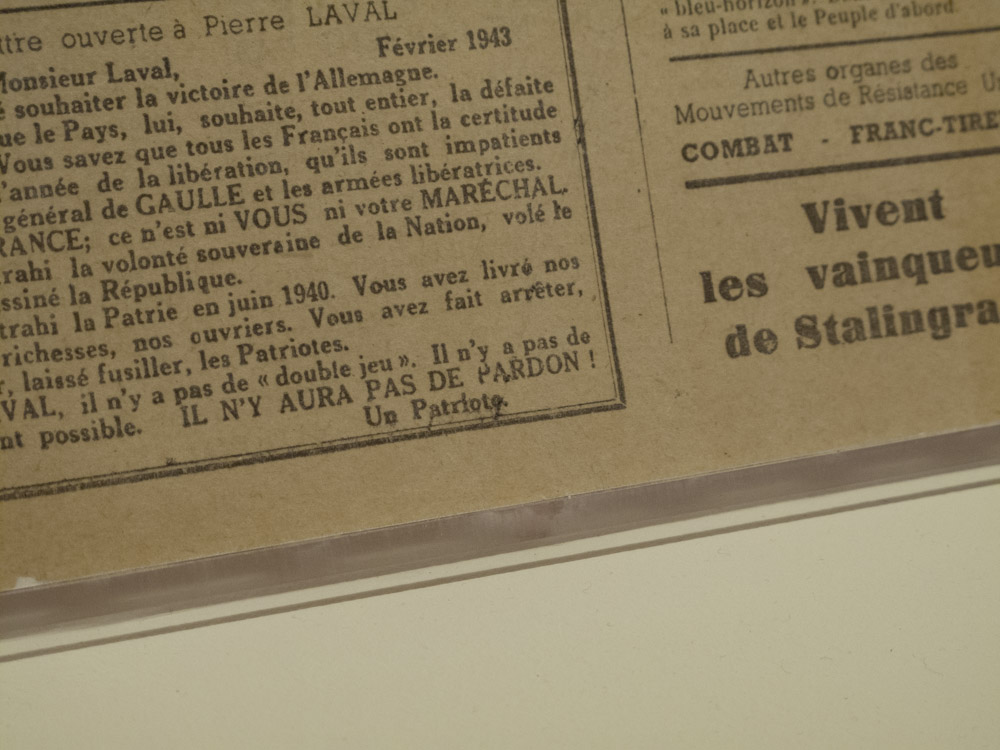 ttre ouverte à Pierre LAVAL
Février 1943
Monsieur Laval,
é souhaiter la victoire de l'Allemagne.
ue le Pays, lui, souhaite, tout entier, la défaite
Vous savez que tous les Français ont la certitude
l'année de la libération, qu'ils sont impatients
général de GAULLE et les armées libératrices.
RANCE; ce n'est ni VOUS ni votre MARÉCHAL.
trahi la volonté souveraine de la Nation, volé le
ssiné la République.
trahi la Patrie en juin 1940. Vous avez livré nos
richesses, nos ouvriers. Vous avez fait arrêter,
r, laissé fusiller, les Patriotes.
VAL, il n'y a pas de « double jeu ». Il n'y a pas de
nt possible. IL N'Y AURA PAS DE PARDON !
Un Patriote.
« bleu-horizon ».
à sa place et le Peuple d'abord.
Autres organes des
Mouvements de Résistance U
COMBAT - FRANC-TIRE
Vivent
les vainqueu
de Stalingra